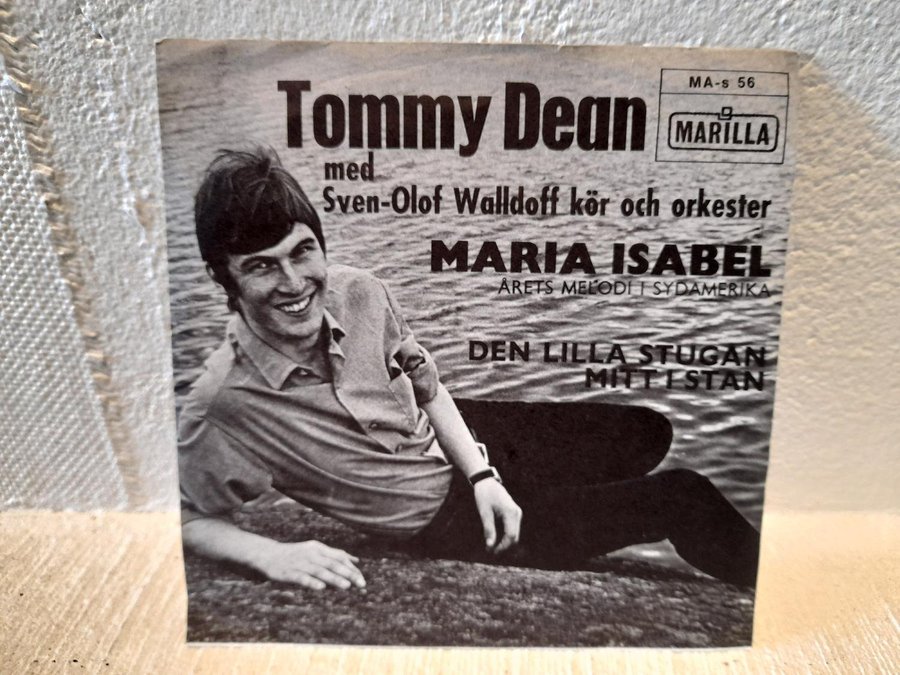 Tommy Dean
MA-s 56
MARILLA
med
Sven-Olof Walldoff kör och orkester
MARIA ISABEL
ÅRETS MELODI I SYDAMERIKA
DEN LILLA STUGAN
MITT I STAN